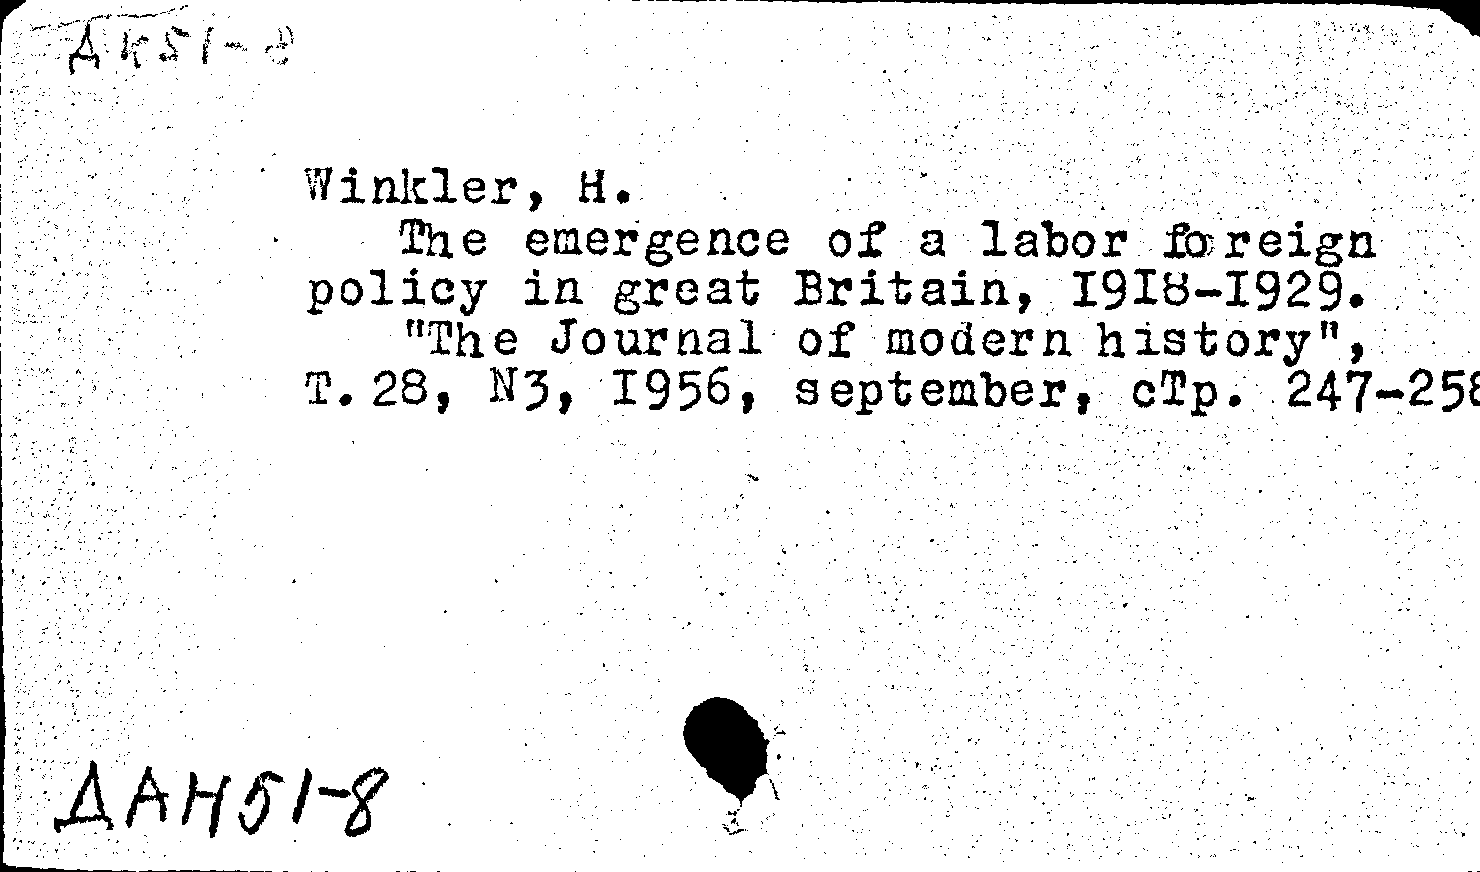 ДК51-8
Winkler, H.
The emergence of a labor foreign
policy in great Britain, I9I8-I929.
"The Journal of modern history",
T. 28, N3, I956, september, cTp. 247-258
ДАН51-8